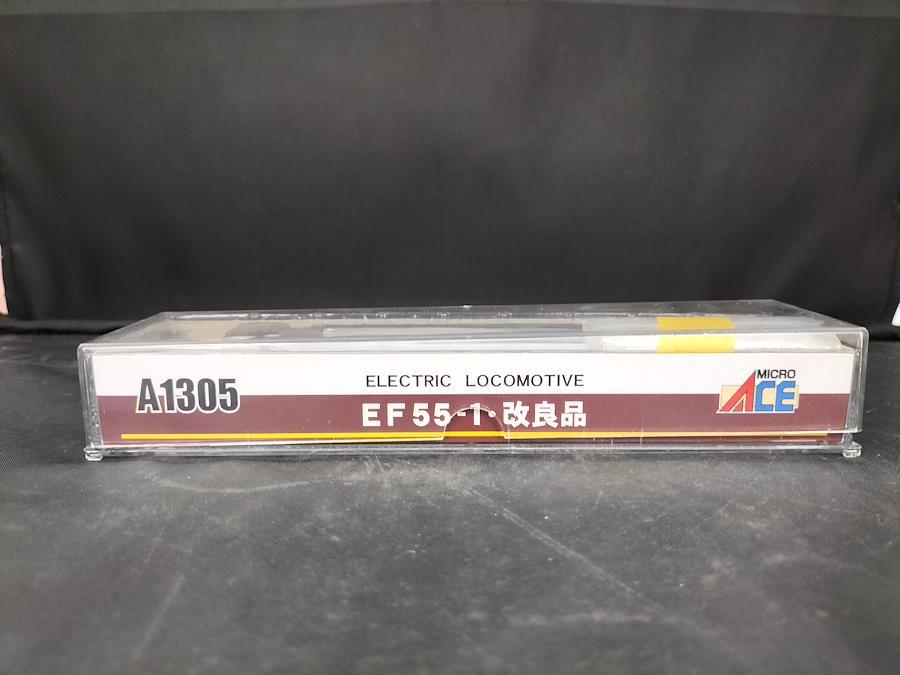 A1305
ELECTRIC LOCOMOTIVE
EF55-1・改良品
MICRO
ACE